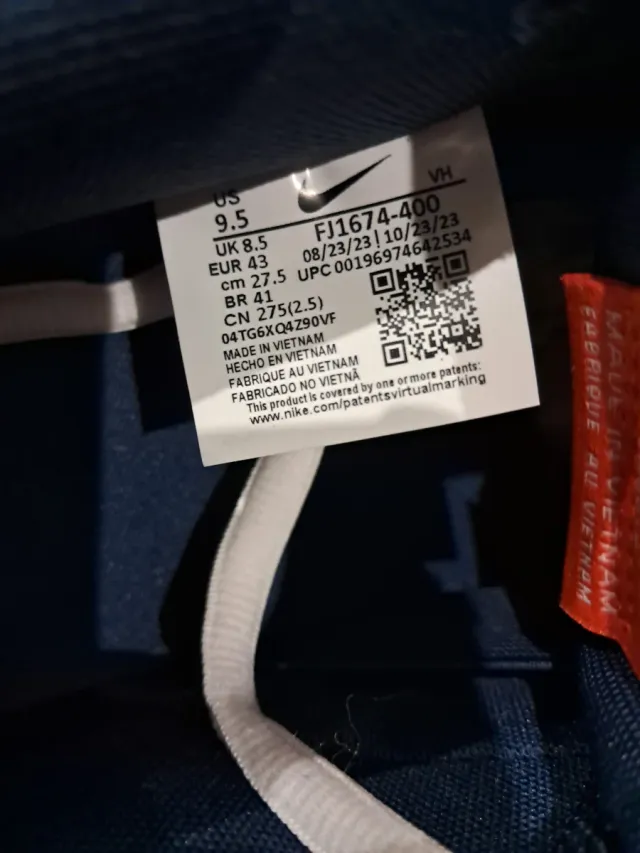 US
9.5
VH
UK 8.5
EUR 43
cm 27.5
BR 41
CN 275(2.5)
FJ1674-400
08/23/23 | 10/23/23
UPC 00196974642534
04TG6XQ4Z90VF
MADE IN VIETNAM
HECHO EN VIETNAM
FABRIQUE AU VIETNAM
FABRICADO NO VIETNÃ
This product is covered by one or more patents:
www.nike.com/patentsvirtualmarking
MADE IN VIETNAM
FABRIQUE AU VIETNAM